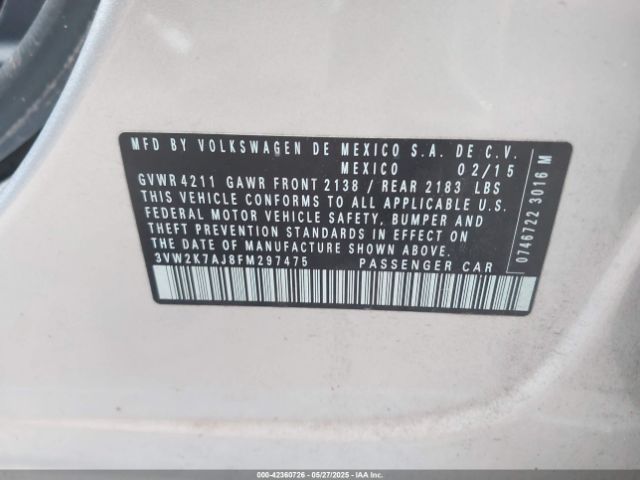 MFD BY VOLKSWAGEN DE MEXICO S.A. DE C.V.
MEXICO 02/15
GVWR 4211 GAWR FRONT 2138 / REAR 2183 LBS
THIS VEHICLE CONFORMS TO ALL APPLICABLE U.S.
FEDERAL MOTOR VEHICLE SAFETY, BUMPER AND
THEFT PREVENTION STANDARDS IN EFFECT ON
THE DATE OF MANUFACTURE SHOWN ABOVE.
3VW2K7AJ8FM297475 PASSENGER CAR
0746722 3016 M
000-42360726 | 05/27/2025 | IAAI.COM